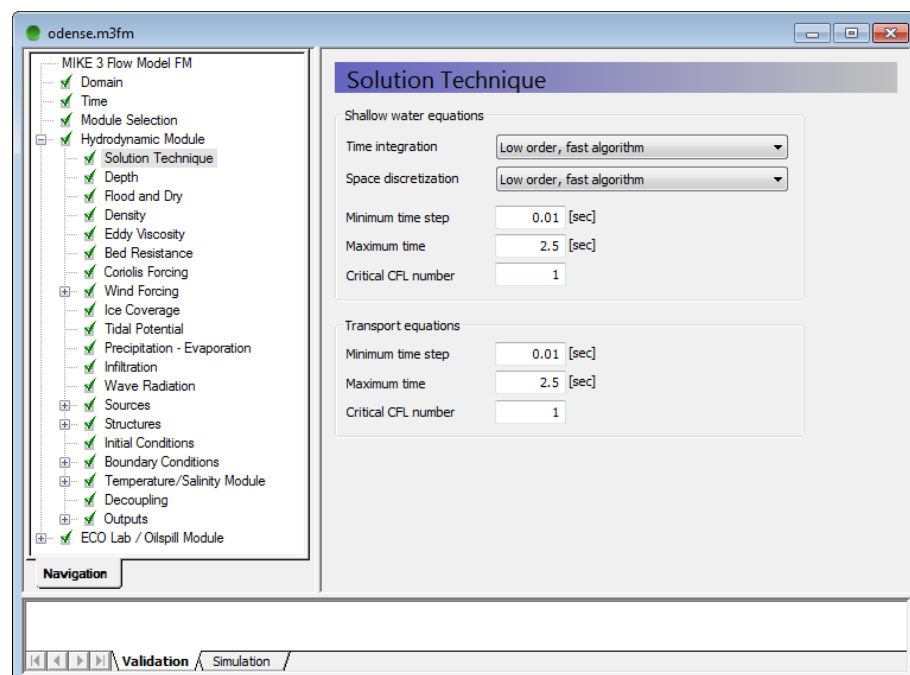 odense.m3fm
MIKE 3 Flow Model FM
Domain
Time
Module Selection
Hydrodynamic Module
Solution Technique
Depth
Flood and Dry
Density
Eddy Viscosity
Bed Resistance
Coriolis Forcing
Wind Forcing
Ice Coverage
Tidal Potential
Precipitation - Evaporation
Infiltration
Wave Radiation
Sources
Structures
Initial Conditions
Boundary Conditions
Temperature/Salinity Module
Decoupling
Outputs
ECO Lab / Oilspill Module
Navigation
Solution Technique
Shallow water equations
Time integration Low order, fast algorithm
Space discretization Low order, fast algorithm
Minimum time step 0.01 [sec]
Maximum time 2.5 [sec]
Critical CFL number 1
Transport equations
Minimum time step 0.01 [sec]
Maximum time 2.5 [sec]
Critical CFL number 1
Validation Simulation